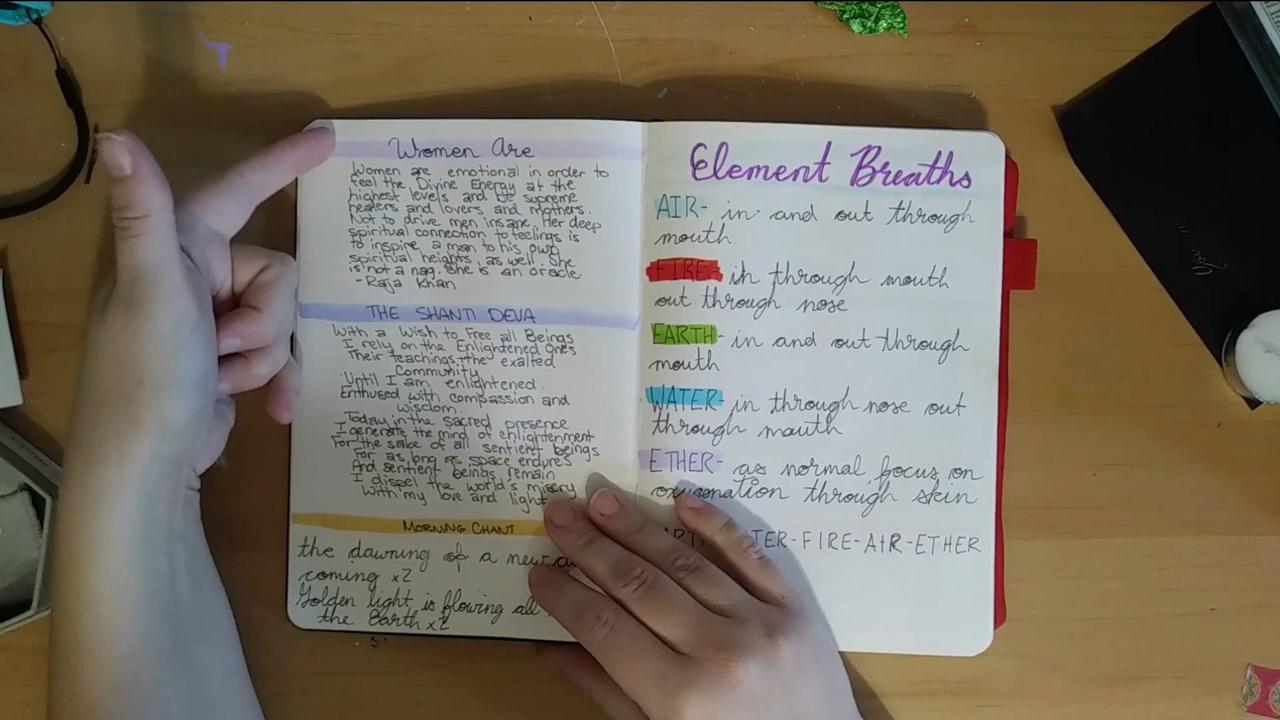 Women Are
Women are emotional in order to
feel the Divine Energy at the
highest levels and be supreme
healers and lovers and mothers.
Not to drive men insane. Her deep
spiritual connection to feelings is
to inspire a man to his own
spiritual heights, as well. She
is not a nag. She is an oracle
-Raja Khan
THE SHANTI DEVA
With a Wish to Free all Beings
I rely on the Enlightened Ones
Their teachings, the exalted
Community
Until I am enlightened.
Enthused with compassion and
wisdom.
Today in the sacred presence
I generate the mind of enlightenment
For the sake of all sentient beings
For as long as space endures
And sentient beings remain
I dispel the world's misery
With my love and light
MORNING CHANT
the dawning of a new
coming x2
Golden light is flowing all
the Earth x2
Element Breaths
AIR- in and out through
mouth
FIRE- in through mouth
out through nose
EARTH- in and out through
mouth
WATER- in through nose out
through mouth
ETHER- as normal, focus on
oxygenation through skin
-FIRE-AIR-ETHER